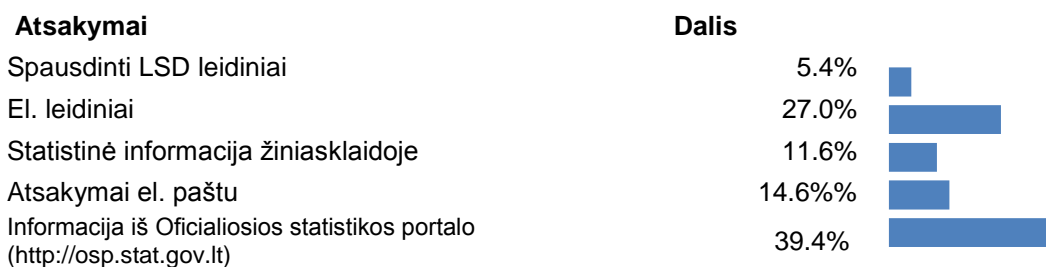 Atsakymai Dalis
Spausdinti LSD leidiniai 5.4%
El. leidiniai 27.0%
Statistinė informacija žiniasklaidoje 11.6%
Atsakymai el. paštu 14.6%%
Informacija iš Oficialiosios statistikos portalo
(http://osp.stat.gov.lt) 39.4%